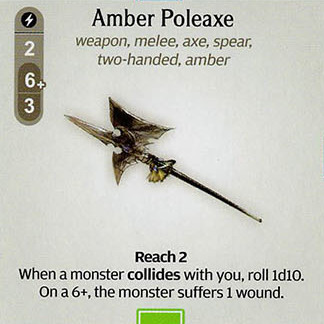 Amber Poleaxe
weapon, melee, axe, spear,
two-handed, amber
2
6+
3
Reach 2
When a monster collides with you, roll 1d10.
On a 6+, the monster suffers 1 wound.